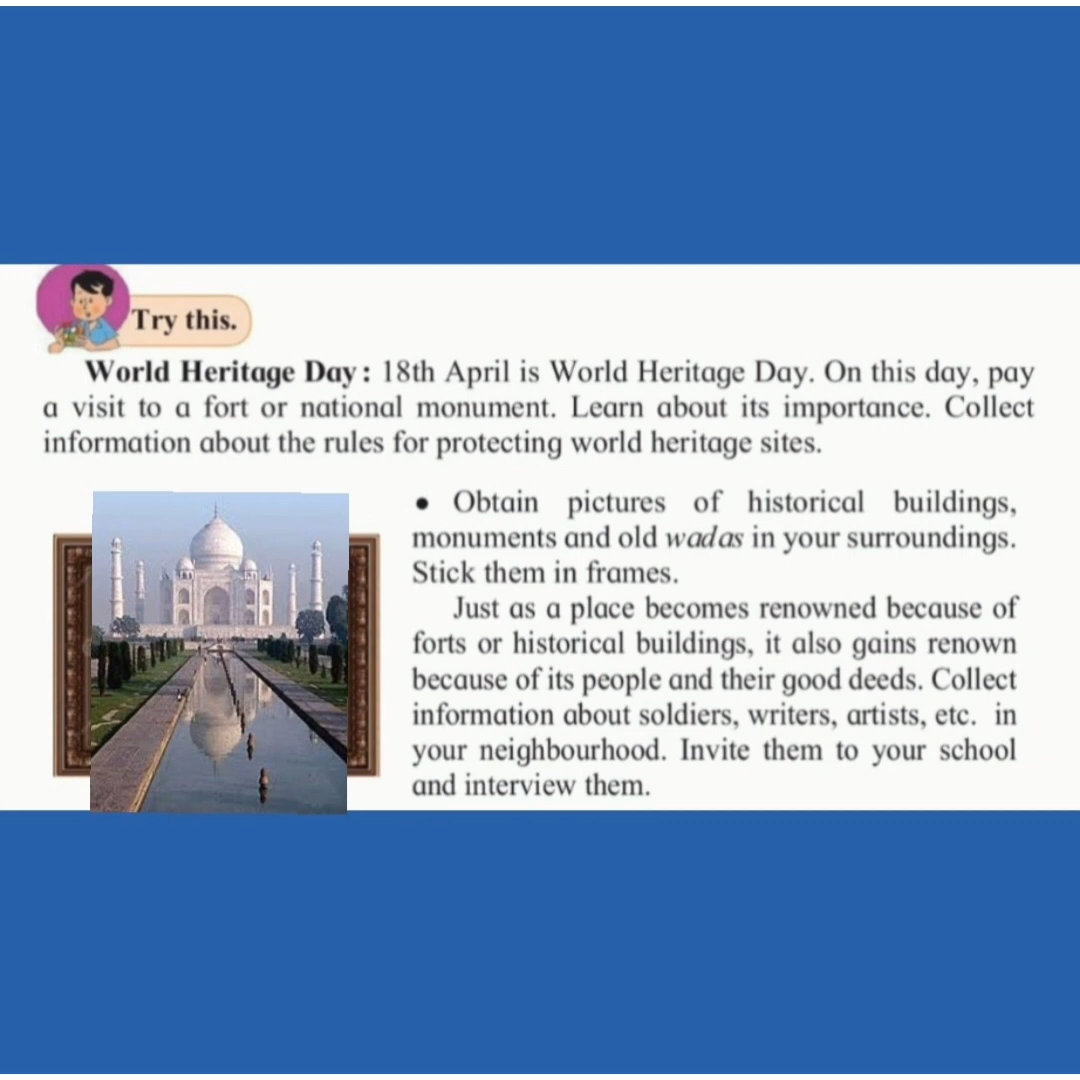 Try this.
World Heritage Day : 18th April is World Heritage Day. On this day, pay
a visit to a fort or national monument. Learn about its importance. Collect
information about the rules for protecting world heritage sites.
• Obtain pictures of historical buildings,
monuments and old wadas in your surroundings.
Stick them in frames.
Just as a place becomes renowned because of
forts or historical buildings, it also gains renown
because of its people and their good deeds. Collect
information about soldiers, writers, artists, etc. in
your neighbourhood. Invite them to your school
and interview them.